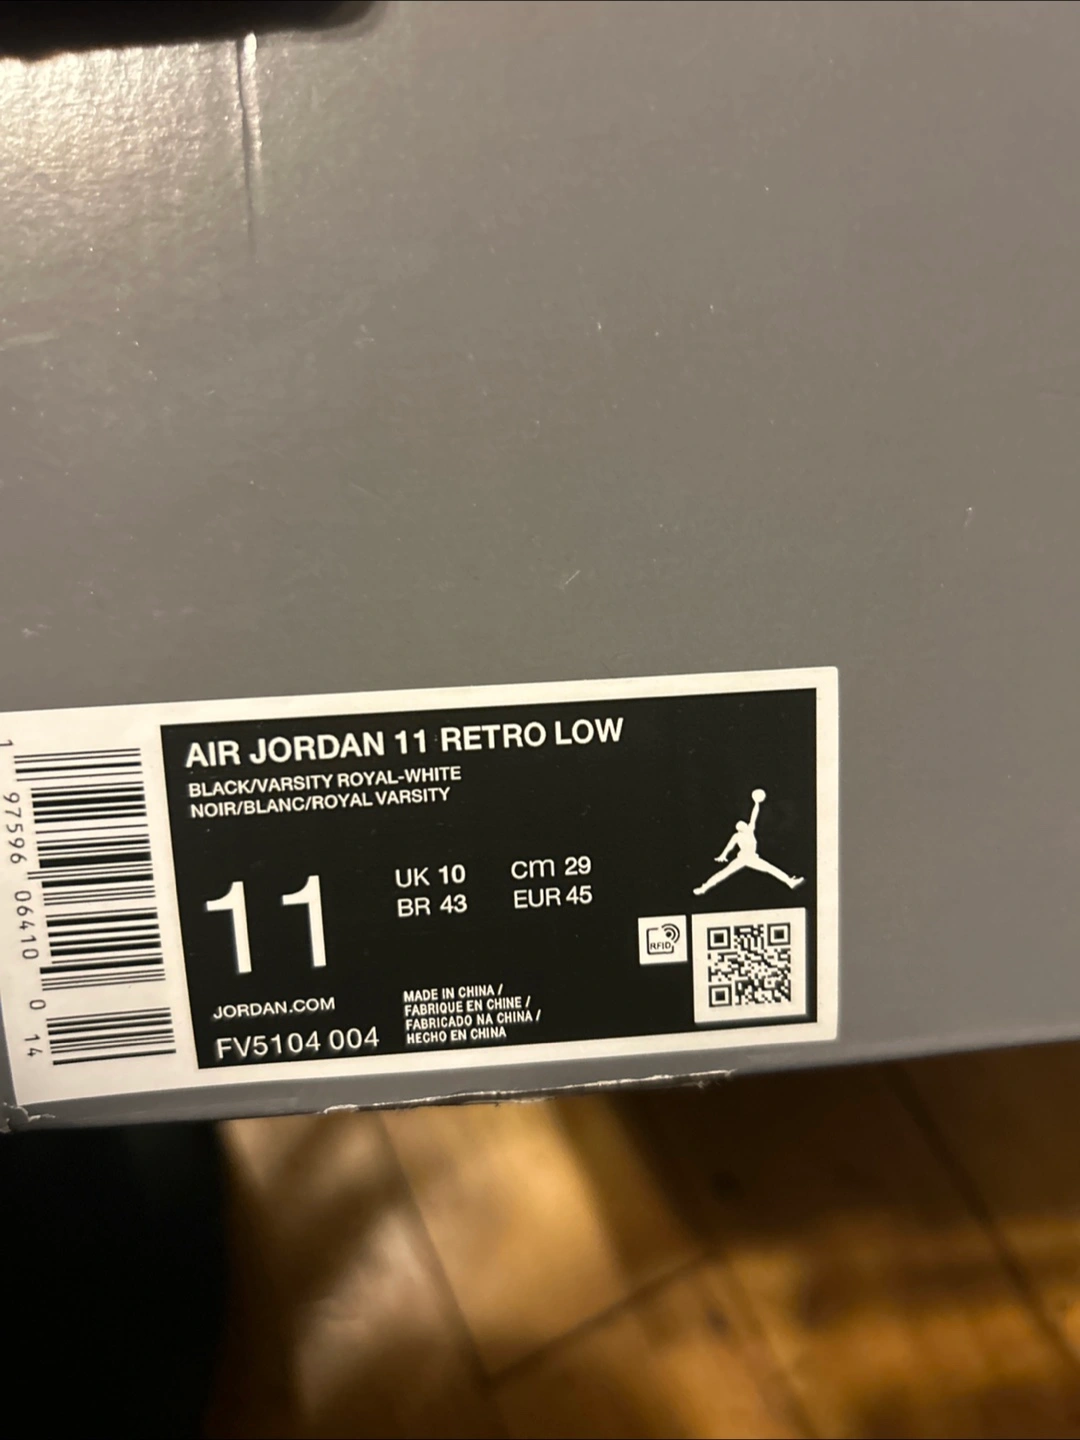 AIR JORDAN 11 RETRO LOW
BLACK/VARSITY ROYAL-WHITE
NOIR/BLANC/ROYAL VARSITY
11
UK 10 cm 29
BR 43 EUR 45
RFID
JORDAN.COM
FV5104 004
MADE IN CHINA /
FABRIQUE EN CHINE /
FABRICADO NA CHINA /
HECHO EN CHINA
1 97596 06410 0 14